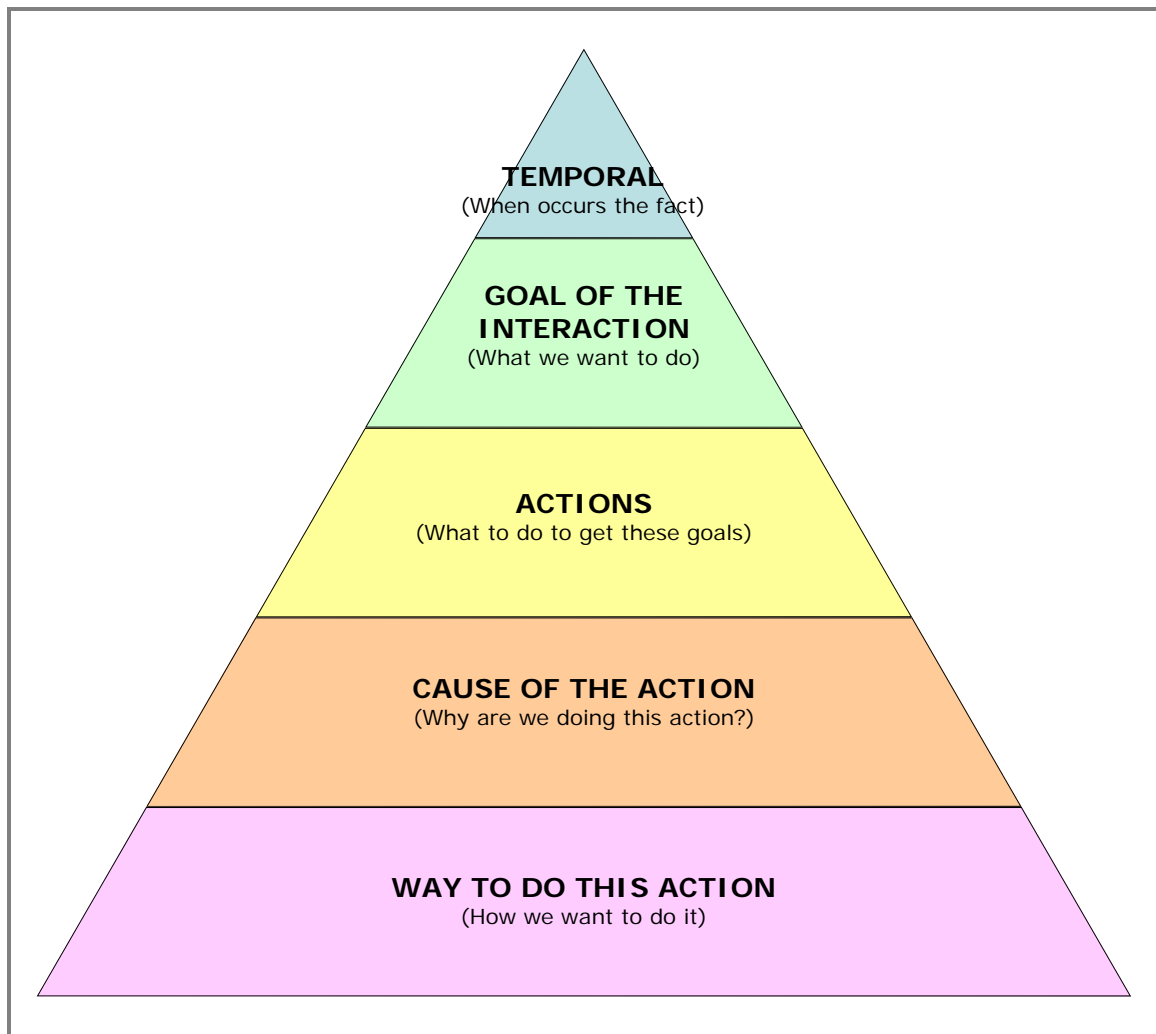 TEMPORAL
(When occurs the fact)
GOAL OF THE
INTERACTION
(What we want to do)
ACTIONS
(What to do to get these goals)
CAUSE OF THE ACTION
(Why are we doing this action?)
WAY TO DO THIS ACTION
(How we want to do it)